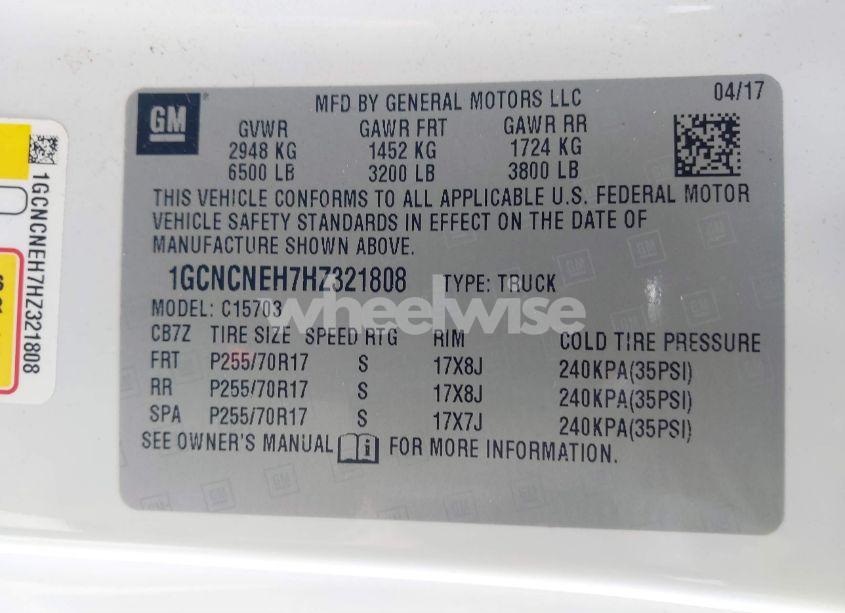 GM
MFD BY GENERAL MOTORS LLC 04/17
GVWR GAWR FRT GAWR RR
2948 KG 1452 KG 1724 KG
6500 LB 3200 LB 3800 LB
THIS VEHICLE CONFORMS TO ALL APPLICABLE U.S. FEDERAL MOTOR
VEHICLE SAFETY STANDARDS IN EFFECT ON THE DATE OF
MANUFACTURE SHOWN ABOVE.
1GCNCNEH7HZ321808 TYPE: TRUCK
MODEL: C15703
wheelwise
CB7Z TIRE SIZE SPEED RTG RIM COLD TIRE PRESSURE
FRT P255/70R17 S 17X8J 240KPA(35PSI)
RR P255/70R17 S 17X8J 240KPA(35PSI)
SPA P255/70R17 S 17X7J 240KPA(35PSI)
SEE OWNER'S MANUAL i FOR MORE INFORMATION.
1GCNCNEH7HZ321808